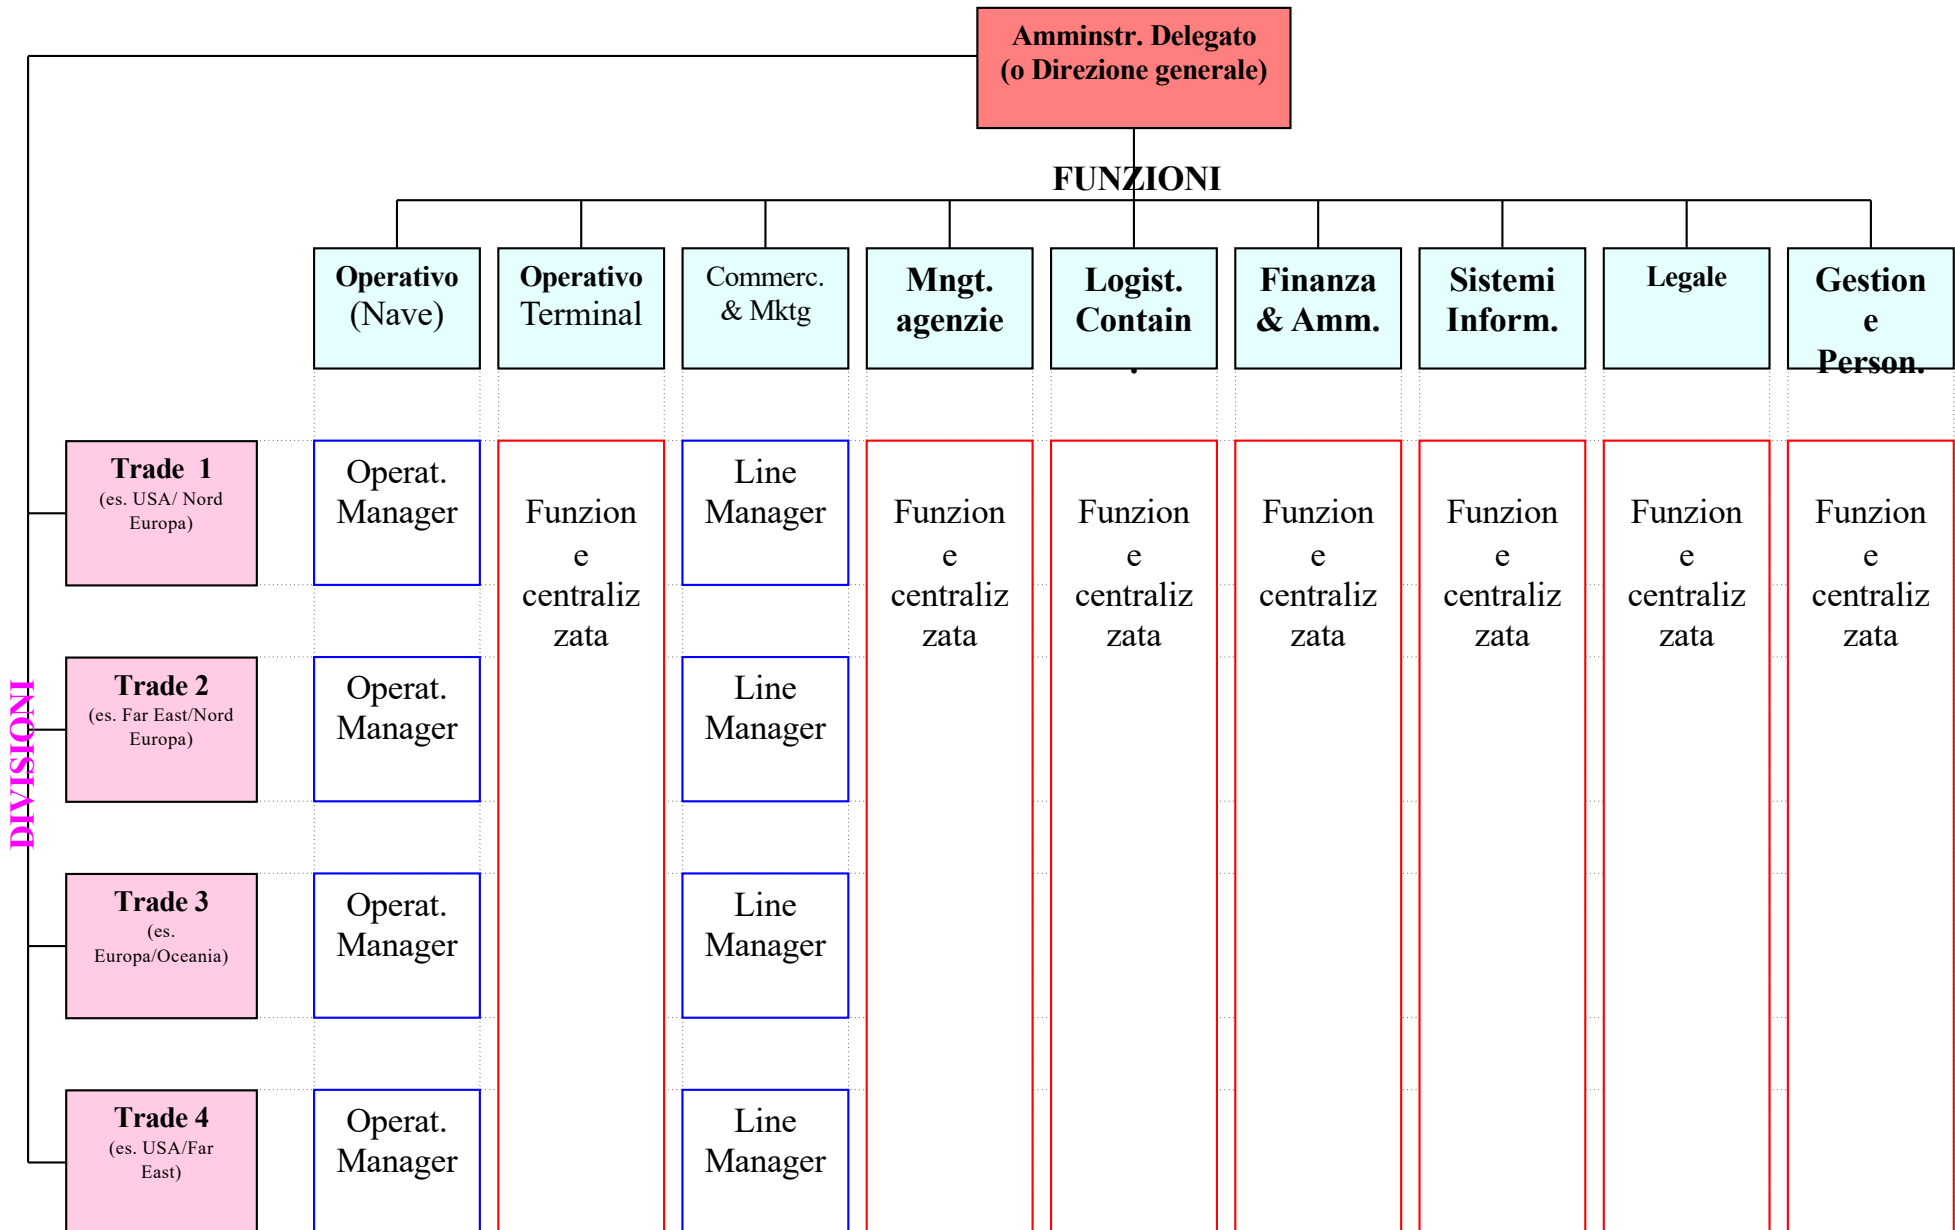 Amminstr. Delegato
(o Direzione generale)
FUNZIONI
Operativo
(Nave)
Operativo
Terminal
Commerc.
& Mktg
Mngt.
agenzie
Logist.
Contain
.
Finanza
& Amm.
Sistemi
Inform.
Legale
Gestion
e
Person.
DIVISIONI
Trade 1
(es. USA/ Nord
Europa)
Operat.
Manager
Funzion
e
centraliz
zata
Line
Manager
Funzion
e
centraliz
zata
Funzion
e
centraliz
zata
Funzion
e
centraliz
zata
Funzion
e
centraliz
zata
Funzion
e
centraliz
zata
Funzion
e
centraliz
zata
Trade 2
(es. Far East/Nord
Europa)
Operat.
Manager
Line
Manager
Trade 3
(es.
Europa/Oceania)
Operat.
Manager
Line
Manager
Trade 4
(es. USA/Far
East)
Operat.
Manager
Line
Manager